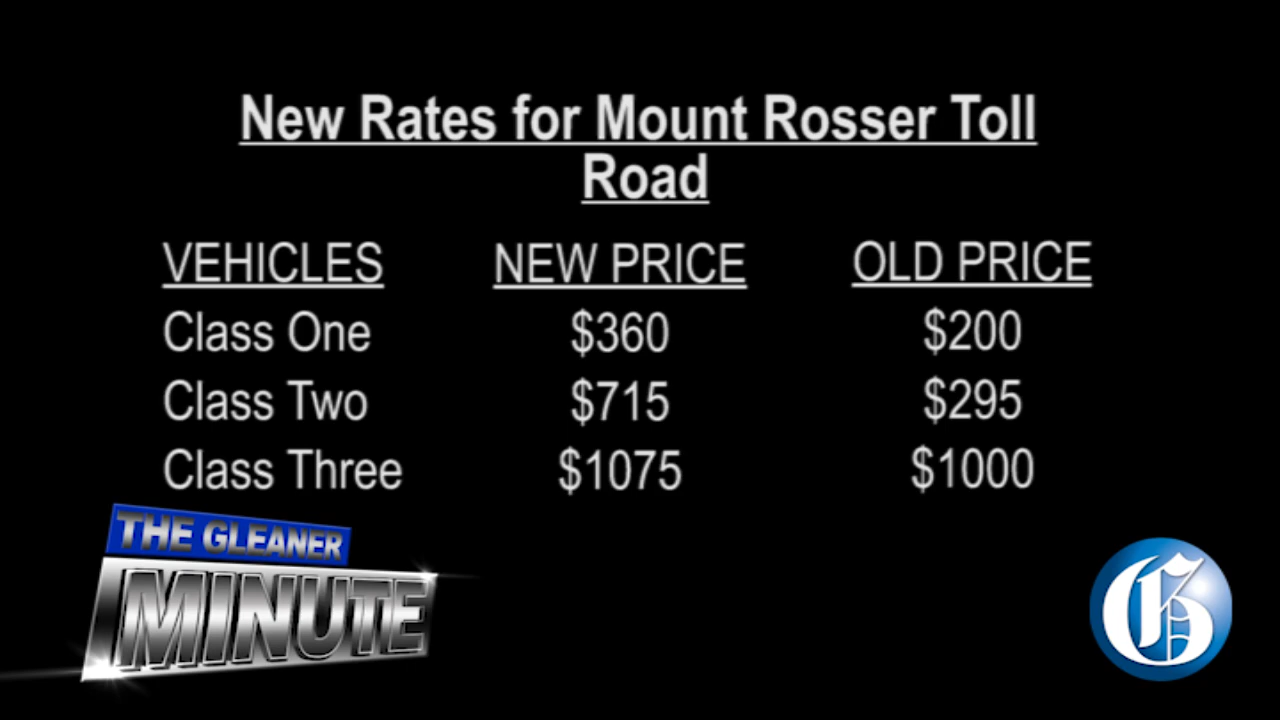 New Rates for Mount Rosser Toll
Road
VEHICLES NEW PRICE OLD PRICE
Class One $360 $200
Class Two $715 $295
Class Three $1075 $1000
THE GLEANER
MINUTE
G